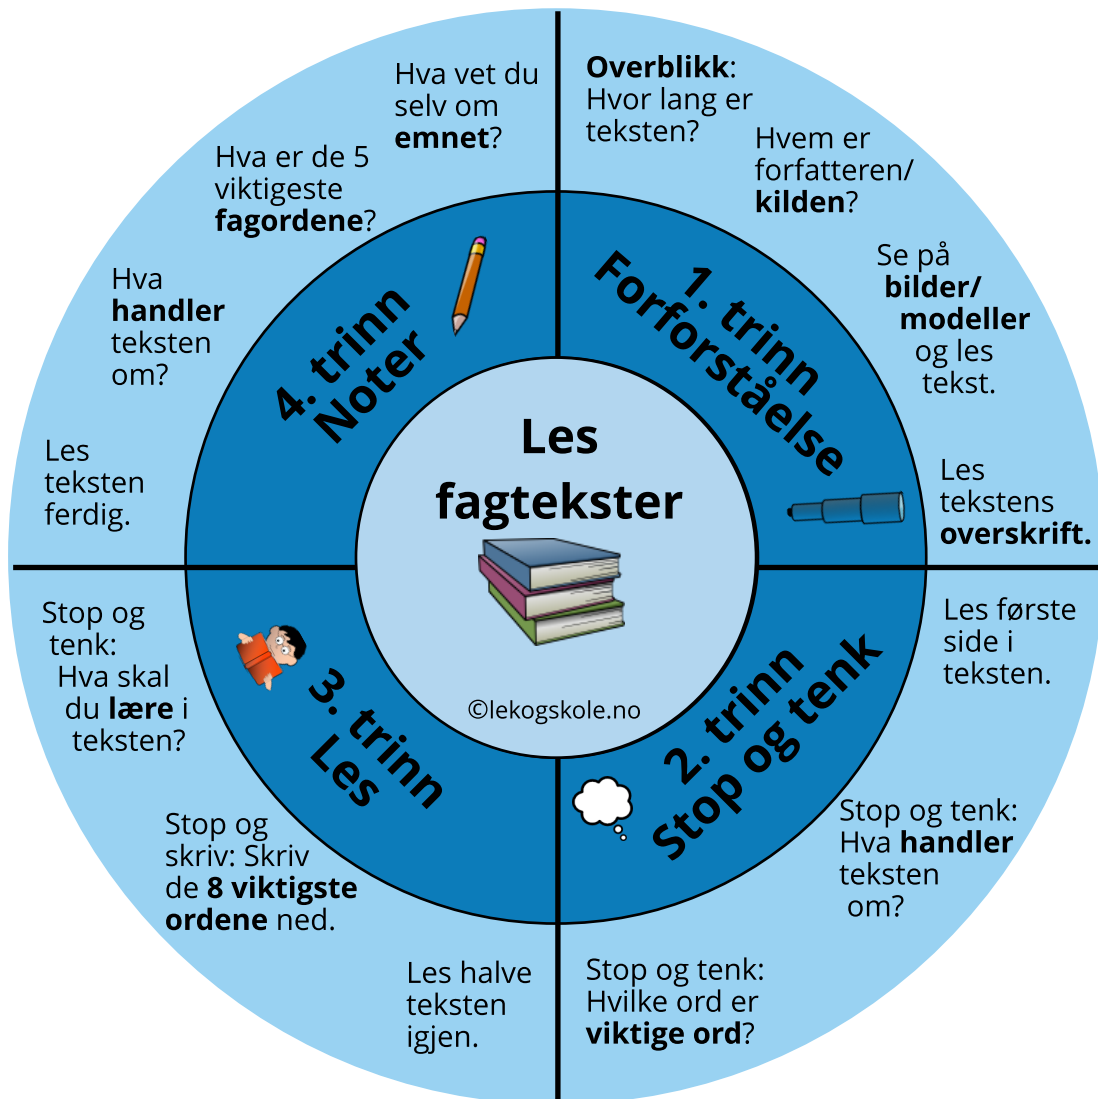 Les
fagtekster
©lekogskole.no
1. trinn
Forforståelse
Overblikk:
Hvor lang er
teksten?
Hvem er
forfatteren/
kilden?
Se på
bilder/
modeller
og les
tekst.
Les
tekstens
overskrift.
2. trinn
Stop og tenk
Les første
side i
teksten.
Stop og tenk:
Hva handler
teksten
om?
Stop og tenk:
Hvilke ord er
viktige ord?
3. trinn
Les
Les halve
teksten
igjen.
Stop og
skriv: Skriv
de 8 viktigste
ordene ned.
Stop og
tenk:
Hva skal
du lære i
teksten?
4. trinn
Noter
Les
teksten
ferdig.
Hva
handler
teksten
om?
Hva er de 5
viktigeste
fagordene?
Hva vet du
selv om
emnet?